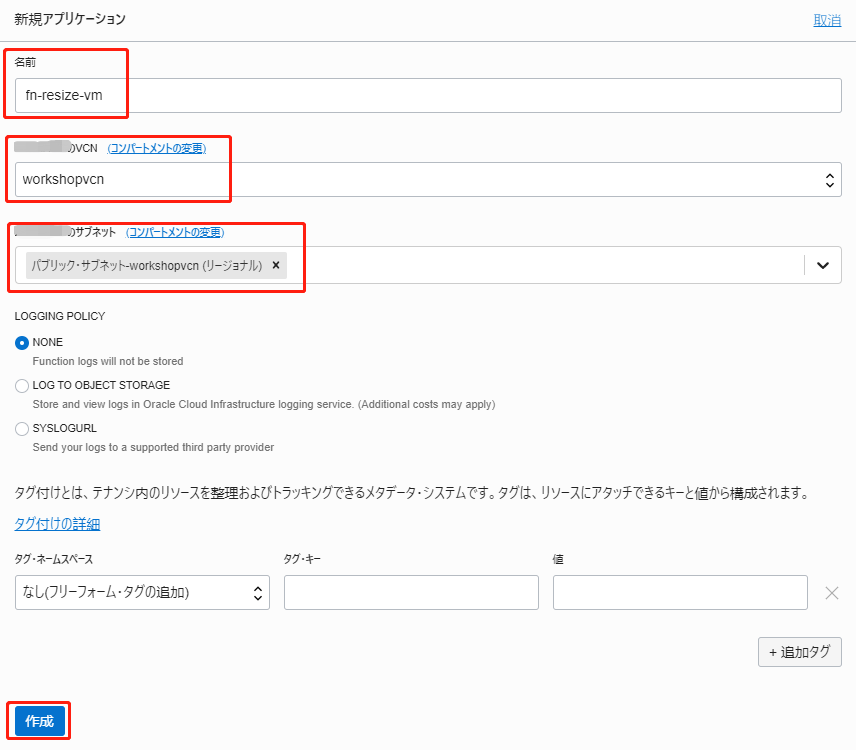 新規アプリケーション
取消
名前
fn-resize-vm
のVCN (コンパートメントの変更)
workshopvcn
のサブネット (コンパートメントの変更)
パブリック・サブネット-workshopvcn (リージョナル) ×
LOGGING POLICY
NONE
Function logs will not be stored
LOG TO OBJECT STORAGE
Store and view logs in Oracle Cloud Infrastructure logging service. (Additional costs may apply)
SYSLOGURL
Send your logs to a supported third party provider
タグ付けとは、テナンシ内のリソースを整理およびトラッキングできるメタデータ・システムです。タグは、リソースにアタッチできるキーと値から構成されます。
タグ付けの詳細
タグ・ネームスペース タグ・キー 値
なし(フリーフォーム・タグの追加)
+ 追加タグ
作成